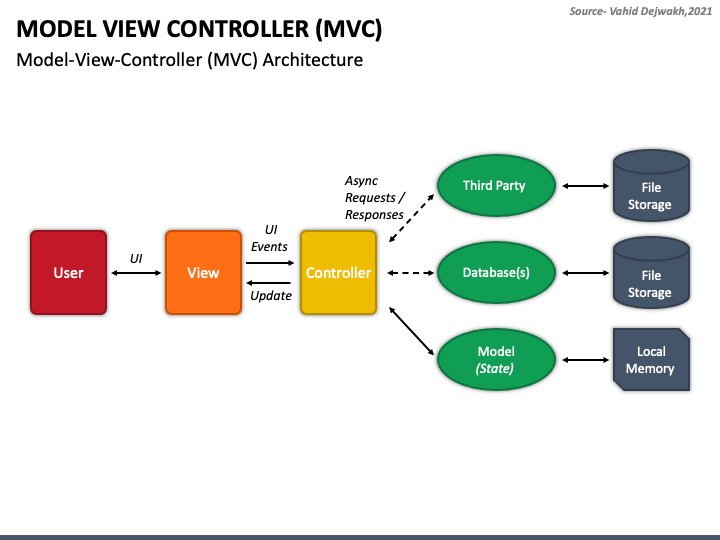 Source- Vahid Dejwakh,2021
MODEL VIEW CONTROLLER (MVC)
Model-View-Controller (MVC) Architecture
Async
Requests /
Responses
Third Party
File
Storage
User
UI
View
UI
Events
Update
Controller
Database(s)
File
Storage
Model
(State)
Local
Memory